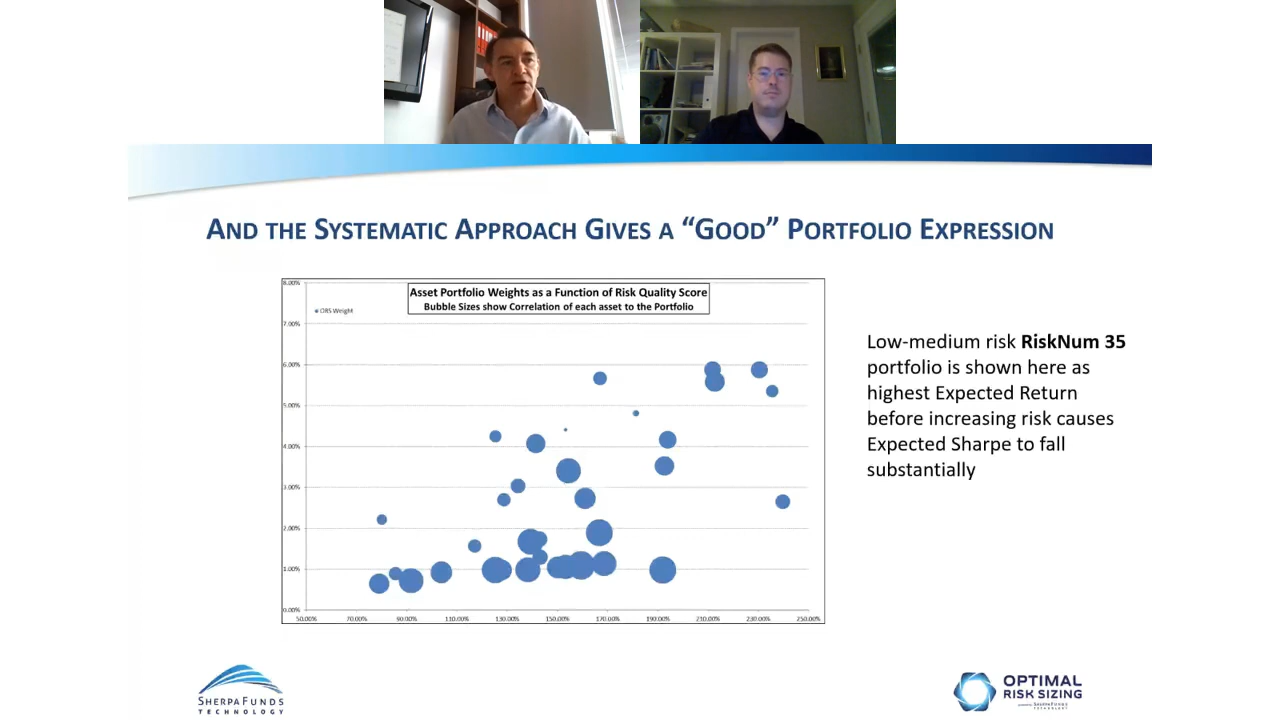 AND THE SYSTEMATIC APPROACH GIVES A “GOOD” PORTFOLIO EXPRESSION
Asset Portfolio Weights as a Function of Risk Quality Score
Bubble Sizes show Correlation of each asset to the Portfolio
ORS Weight
8.00%
7.00%
6.00%
5.00%
4.00%
3.00%
2.00%
1.00%
0.00%
50.00% 70.00% 90.00% 110.00% 130.00% 150.00% 170.00% 190.00% 210.00% 230.00% 250.00%
Low-medium risk RiskNum 35
portfolio is shown here as
highest Expected Return
before increasing risk causes
Expected Sharpe to fall
substantially
SHERPAFUNDS
TECHNOLOGY
OPTIMAL
RISK SIZING
SHERPAFUNDS
TECHNOLOGY